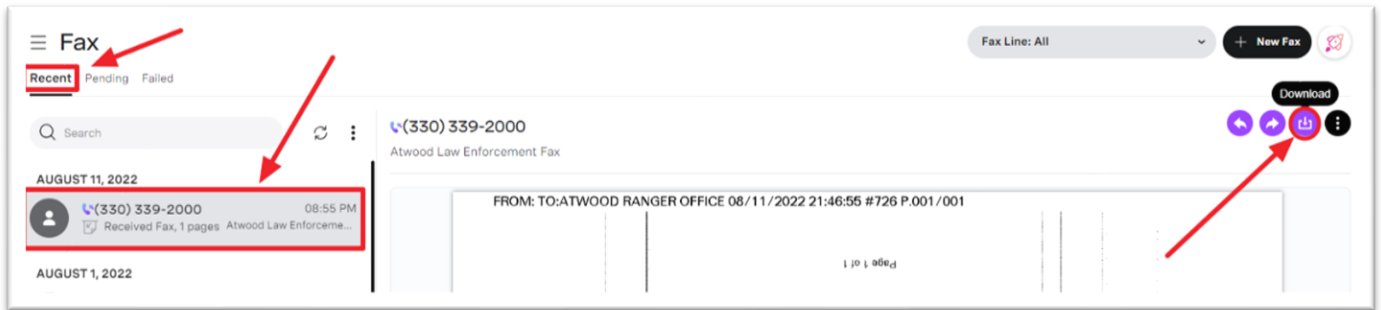 Fax
Fax Line: All
+ New Fax
Recent Pending Failed
Download
Search
(330) 339-2000
Atwood Law Enforcement Fax
AUGUST 11, 2022
(330) 339-2000 08:55 PM
Received Fax, 1 pages Atwood Law Enforceme...
FROM: TO:ATWOOD RANGER OFFICE 08/11/2022 21:46:55 #726 P.001/001
Page 1 of 1
AUGUST 1, 2022